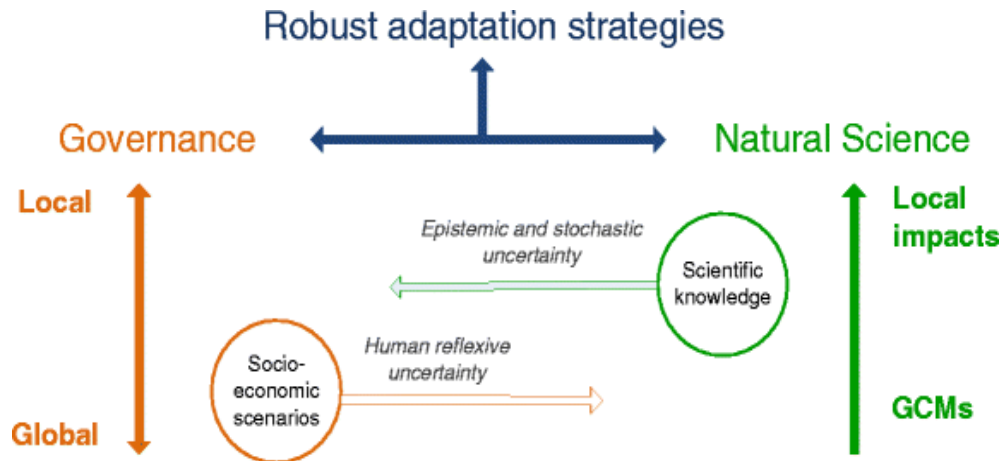 Robust adaptation strategies
Governance
Natural Science
Local
Local
impacts
Epistemic and stochastic
uncertainty
Scientific
knowledge
Human reflexive
uncertainty
Socio-
economic
scenarios
Global
GCMs